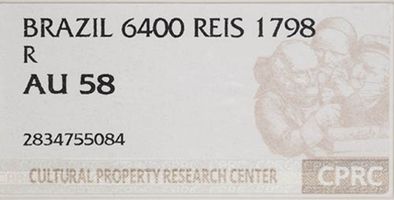 BRAZIL 6400 REIS 1798
R
AU 58
2834755084
CULTURAL PROPERTY RESEARCH CENTER CPRC